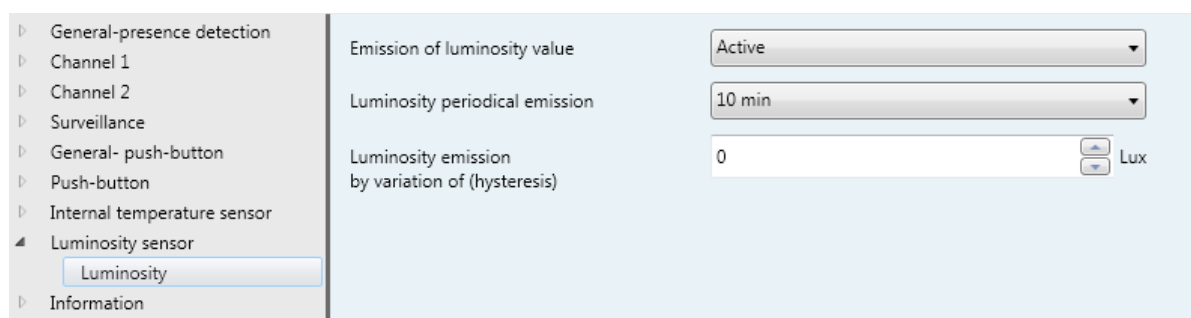 General-presence detection
Channel 1
Channel 2
Surveillance
General- push-button
Push-button
Internal temperature sensor
Luminosity sensor
Luminosity
Information
Emission of luminosity value
Active
Luminosity periodical emission
10 min
Luminosity emission
by variation of (hysteresis)
0
Lux